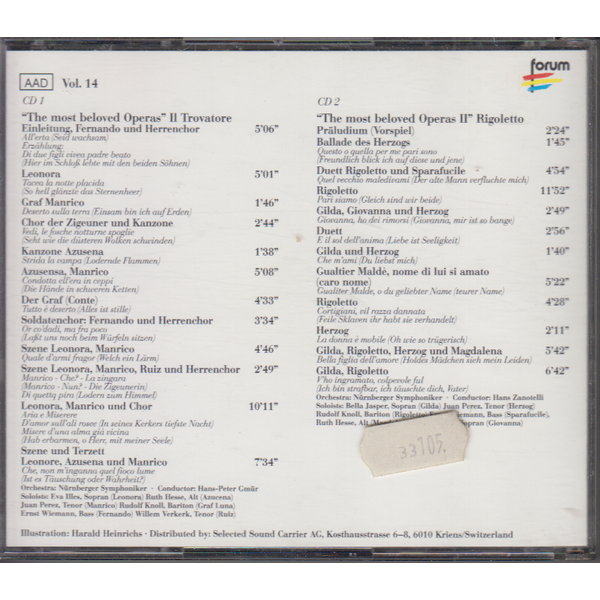 forum
AAD Vol. 14
CD 1
"The most beloved Operas" Il Trovatore
Einleitung, Fernando und Herrenchor 5'06"
All'erta (Seid wachsam)
Erzählung:
Di due figli vivea padre beato
(Hier im Schloß lebte mit den beiden Söhnen)
Leonora 5'01"
Tacea la notte placida
(So hell glänzte das Sternenheer)
Graf Manrico 1'46"
Deserto sulla terra (Einsam bin ich auf Erden)
Chor der Zigeuner und Kanzone 2'44"
Vedi, le fosche notturne spoglie
(Seht wie die düsteren Wolken schwinden)
Kanzone Azusena 1'38"
Strida la vampa (Lodernde Flammen)
Azusensa, Manrico 5'08"
Condotta ell'era in ceppi
(Die Hände in schweren Ketten)
Der Graf (Conte) 4'33"
Tutto è deserto (Alles ist stille)
Soldatenchor: Fernando und Herrenchor 3'34"
Or co'dadi, ma fra poco
(Laßt uns noch beim Würfeln sitzen)
Szene Leonora, Manrico 4'46"
Quale d'armi fragor (Welch ein Lärm)
Szene Leonora, Manrico, Ruiz und Herrenchor 2'49"
Manrico - Che? - La zingara
(Manrico - Nun? - Die Zigeunerin)
Di quetta pira (Lodern zum Himmel)
Leonora, Manrico und Chor 10'11"
Aria e Miserere
D'amor sull'ali rosee (In seines Kerkers tiefste Nacht)
Misere d'una alma già vicina
(Hab erbarmen, o Herr, mit meiner Seele)
Szene und Terzett
Leonore, Azusena und Manrico 7'34"
Che, non m'inganna quel fioco lume
(Ist es Täuschung oder Wahrheit?)
Orchestra: Nürnberger Symphoniker · Conductor: Hans-Peter Gmür
Soloists: Eva Illes, Sopran (Leonora) Ruth Hesse, Alt (Azucena)
Juan Perez, Tenor (Manrico) Rudolf Knoll, Bariton (Graf Luna)
Ernst Wiemann, Bass (Fernando) Willem Verkerk, Tenor (Ruiz)
CD 2
"The most beloved Operas II" Rigoletto
Präludium (Vorspiel) 2'24"
Ballade des Herzogs 1'45"
Questo o quella per me pari sono
(Freundlich blick ich auf diese und jene)
Duett Rigoletto und Sparafucile 4'54"
Quel vecchio maledivami (Der alte Mann verfluchte mich)
Rigoletto 11'52"
Pari siamo (Gleich sind wir beide)
Gilda, Giovanna und Herzog 2'49"
Giovanna, ho dei rimorsi (Giovanna, mir ist so bange)
Duett 2'56"
E il sol dell'anima (Liebe ist Seeligkeit)
Gilda und Herzog 1'40"
Che m'ami (Du liebst mich)
Gualtier Maldè, nome di lui si amato
(caro nome) 5'22"
Gualtier Maldè, o du geliebter Name (teurer Name)
Rigoletto 4'28"
Cortigiani, vil razza dannata
(Feile Sklaven ihr habt sie verhandelt)
Herzog 2'11"
La donna è mobile (Oh wie so trügerisch)
Gilda, Rigoletto, Herzog und Magdalena 5'42"
Bella figlia dell'amore (Holdes Mädchen sieh mein Leiden)
Gilda, Rigoletto 6'42"
V'ho ingramato, colpevole ful
(Ich bin strafbar, ich täuschte dich, Vater)
Orchestra: Nürnberger Symphoniker · Conductor: Hans Zanotelli
Soloists: Bella Jasper, Sopran (Gilda) Juan Perez, Tenor (Herzog)
Rudolf Knoll, Bariton (Rigoletto) Wiemann, Bass (Sparafucile),
Ruth Hesse, Alt Sopran (Giovanna)
33105
Illustration: Harald Heinrichs · Distributed by: Selected Sound Carrier AG, Kosthausstrasse 6–8, 6010 Kriens/Switzerland